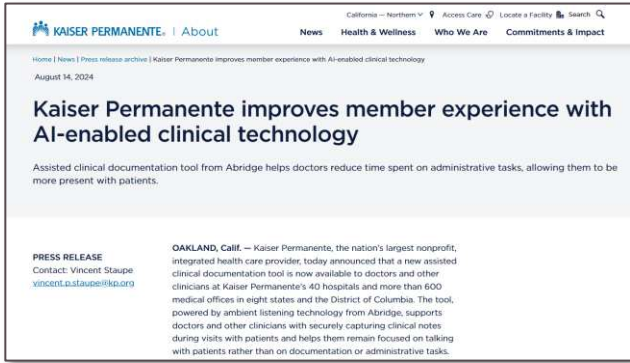 California — Northern Access Care Locate a Facility Search
KAISER PERMANENTE® | About News Health & Wellness Who We Are Commitments & Impact
Home | News | Press release archive | Kaiser Permanente improves member experience with AI-enabled clinical technology
August 14, 2024
Kaiser Permanente improves member experience with
AI-enabled clinical technology
Assisted clinical documentation tool from Abridge helps doctors reduce time spent on administrative tasks, allowing them to be
more present with patients.
PRESS RELEASE
Contact: Vincent Staupe
vincent.p.staupe@kp.org
OAKLAND, Calif. — Kaiser Permanente, the nation's largest nonprofit,
integrated health care provider, today announced that a new assisted
clinical documentation tool is now available to doctors and other
clinicians at Kaiser Permanente's 40 hospitals and more than 600
medical offices in eight states and the District of Columbia. The tool,
powered by ambient listening technology from Abridge, supports
doctors and other clinicians with securely capturing clinical notes
during visits with patients and helps them remain focused on talking
with patients rather than on documentation or administrative tasks.